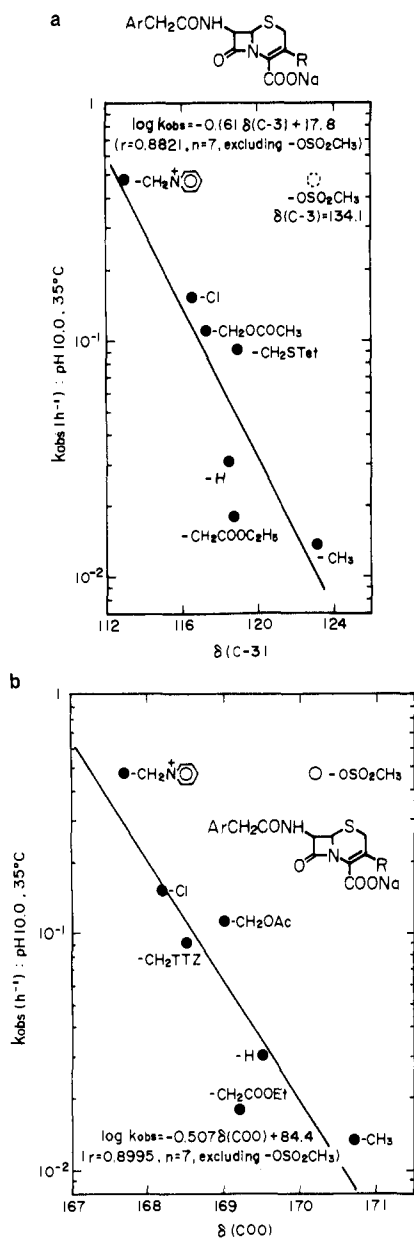 a
ArCH₂CONH
S
O
N
R
COONa
log kobs = -0.161 δ(C-3) + 17.8
(r=0.8821, n=7, excluding -OSO₂CH₃)
1
-CH₂N⁺
-OSO₂CH₃
δ(C-3)=134.1
-Cl
-CH₂OCOCH₃
10⁻¹
-CH₂STet
-H
-CH₂COOC₂H₅
-CH₃
10⁻²
kobs (h⁻¹) : pH 10.0, 35°C
112 116 120 124
δ (C-3)
b
1
-CH₂N⁺
-OSO₂CH₃
ArCH₂CONH
S
O
N
R
COONa
-Cl
-CH₂OAc
10⁻¹
-CH₂TTZ
-H
-CH₂COOEt
-CH₃
log kobs = -0.507 δ(COO) + 84.4
(r=0.8995, n=7, excluding -OSO₂CH₃)
10⁻²
kobs (h⁻¹) : pH 10.0, 35°C
167 168 169 170 171
δ (COO)